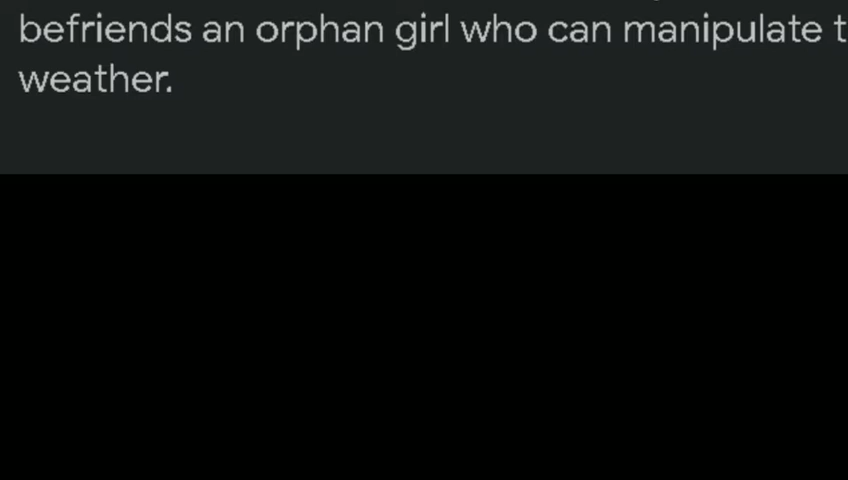 befriends an orphan girl who can manipulate t
weather.